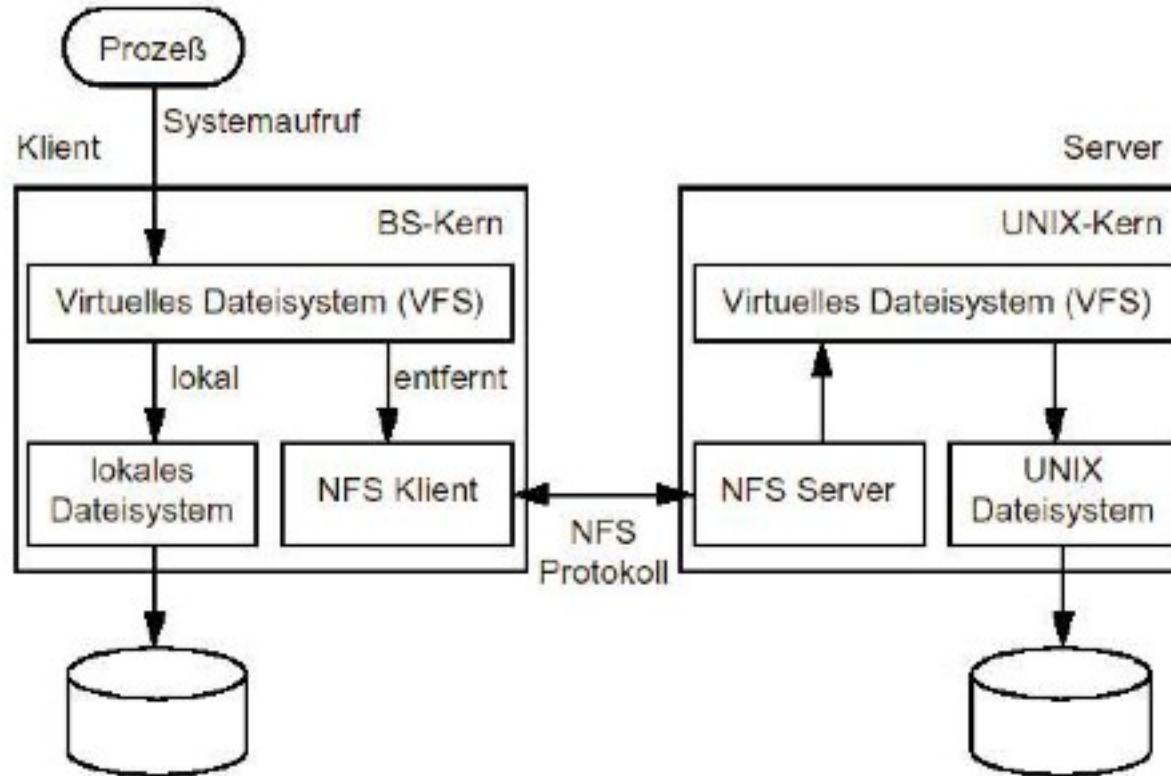 Prozeß
Systemaufruf
Klient
Server
BS-Kern
UNIX-Kern
Virtuelles Dateisystem (VFS)
Virtuelles Dateisystem (VFS)
lokal
entfernt
lokales
Dateisystem
NFS Klient
NFS Server
UNIX
Dateisystem
NFS
Protokoll